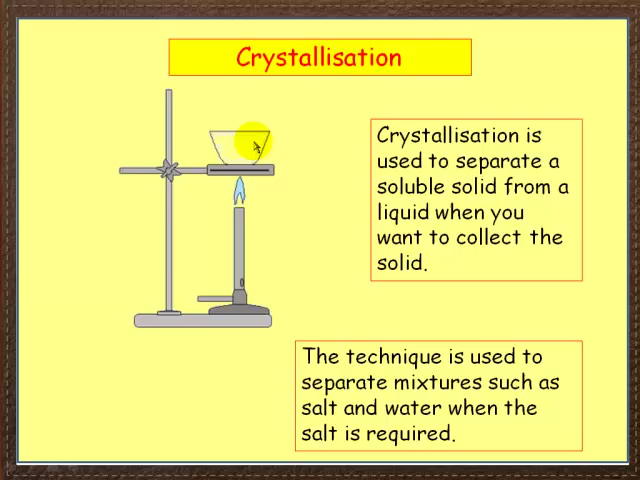 Crystallisation
Crystallisation is
used to separate a
soluble solid from a
liquid when you
want to collect the
solid.
The technique is used to
separate mixtures such as
salt and water when the
salt is required.